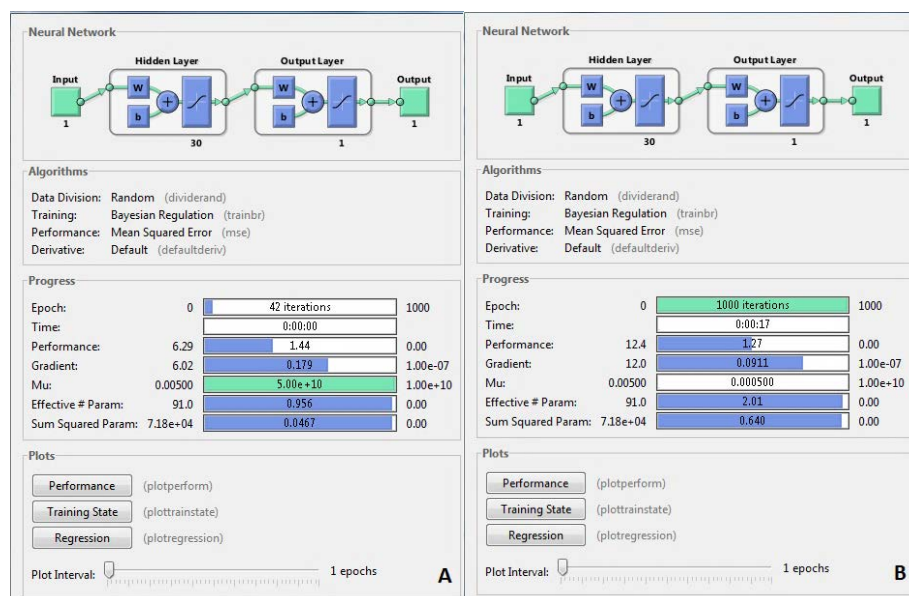 Neural Network
Hidden Layer Output Layer
Input Output
W W
b b
1 30 1 1
Algorithms
Data Division: Random (dividerand)
Training: Bayesian Regulation (trainbr)
Performance: Mean Squared Error (mse)
Derivative: Default (defaultderiv)
Progress
Epoch: 0 42 iterations 1000
Time: 0:00:00
Performance: 6.29 1.44 0.00
Gradient: 6.02 0.179 1.00e-07
Mu: 0.00500 5.00e+10 1.00e+10
Effective # Param: 91.0 0.956 0.00
Sum Squared Param: 7.18e+04 0.0467 0.00
Plots
Performance (plotperform)
Training State (plottrainstate)
Regression (plotregression)
Plot Interval: 1 epochs A
Neural Network
Hidden Layer Output Layer
Input Output
W W
b b
1 30 1 1
Algorithms
Data Division: Random (dividerand)
Training: Bayesian Regulation (trainbr)
Performance: Mean Squared Error (mse)
Derivative: Default (defaultderiv)
Progress
Epoch: 0 1000 iterations 1000
Time: 0:00:17
Performance: 12.4 1.27 0.00
Gradient: 12.0 0.0911 1.00e-07
Mu: 0.00500 0.000500 1.00e+10
Effective # Param: 91.0 2.01 0.00
Sum Squared Param: 7.18e+04 0.640 0.00
Plots
Performance (plotperform)
Training State (plottrainstate)
Regression (plotregression)
Plot Interval: 1 epochs B